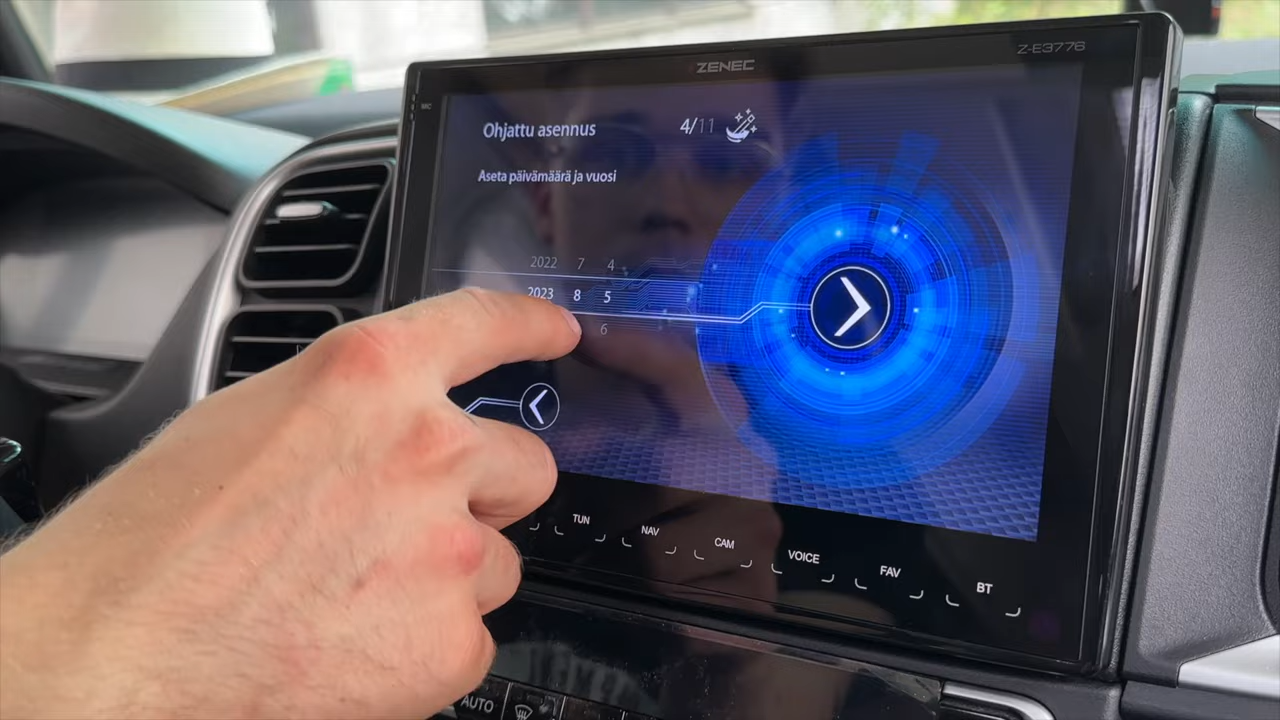 Z-E3776
ZENEC
MIC
Ohjattu asennus 4/11
Aseta päivämäärä ja vuosi
2022 7 4
2023 8 5
6
TUN NAV CAM VOICE FAV BT
AUTO